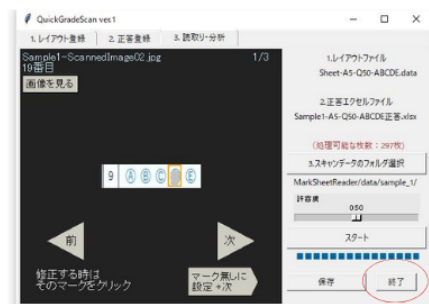 QuickGradeScan ver.1
1. レイアウト登録
2. 正答登録
3. 読取り・分析
Sample1-ScannedImage02.jpg
1/3
19番目
画像を見る
9 A B C E
前
次
修正する時は
そのマークをクリック
マーク無しに
設定+次
1.レイアウトファイル
Sheet-A5-Q50-ABCDE.data
2.正答エクセルファイル
Sample1-A5-Q50-ABCDE正答.xlsx
(処理可能な枚数：297枚)
3.スキャンデータのフォルダ選択
MarkSheetReader/data/sample_1/
許容度
0.50
スタート
保存
終了